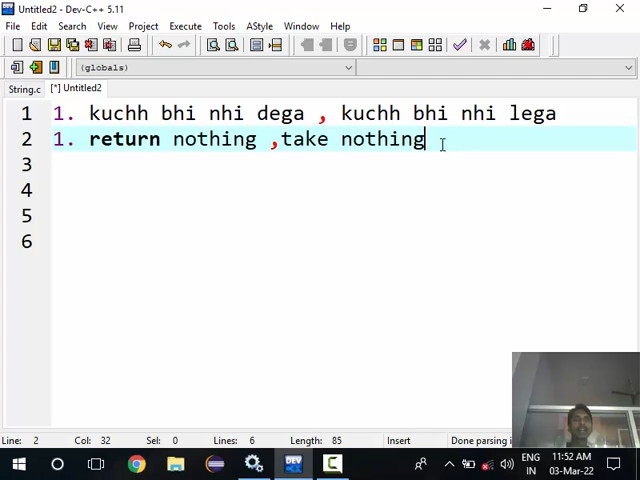 Untitled2 - Dev-C++ 5.11
File Edit Search View Project Execute Tools AStyle Window Help
(globals)
String.c [*] Untitled2
1 1. kuchh bhi nhi dega , kuchh bhi nhi lega
2 1. return nothing ,take nothing
3
4
5
6
Line: 2 Col: 32 Sel: 0 Lines: 6 Length: 85 Insert Done parsing i
DEV ENG 11:52 AM
IN 03-Mar-22